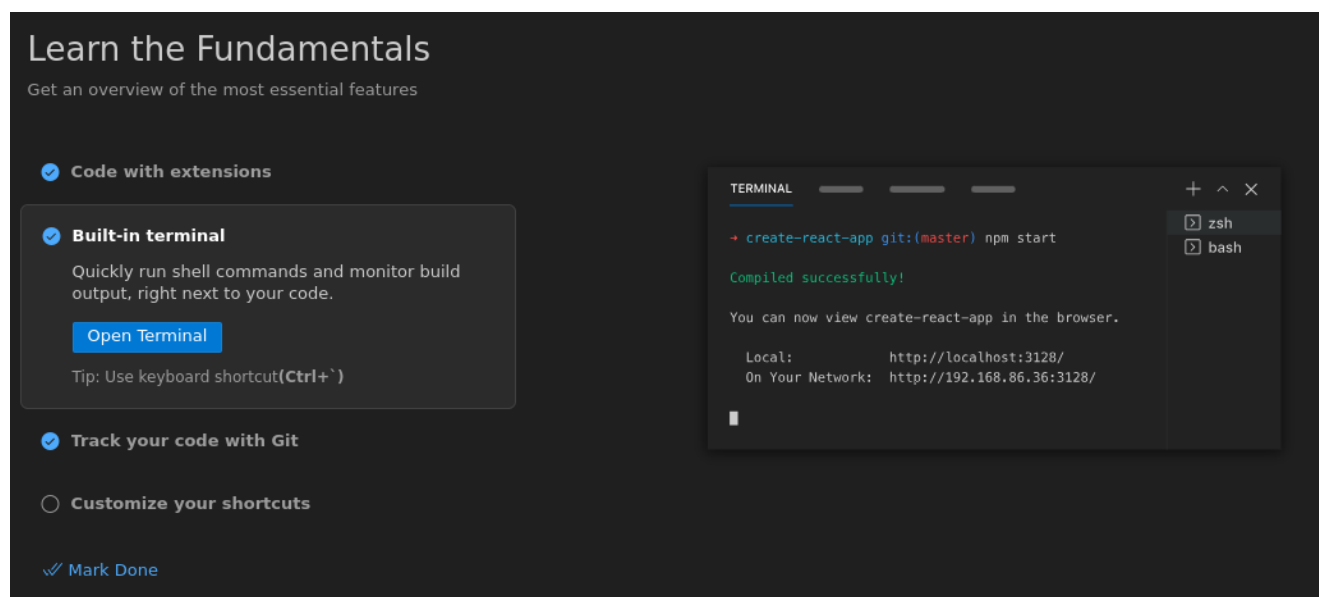 Learn the Fundamentals
Get an overview of the most essential features
Code with extensions
Built-in terminal
Quickly run shell commands and monitor build
output, right next to your code.
Open Terminal
Tip: Use keyboard shortcut(Ctrl+`)
Track your code with Git
Customize your shortcuts
Mark Done
TERMINAL
→ create-react-app git:(master) npm start
Compiled successfully!
You can now view create-react-app in the browser.
Local: http://localhost:3128/
On Your Network: http://192.168.86.36:3128/
zsh
bash